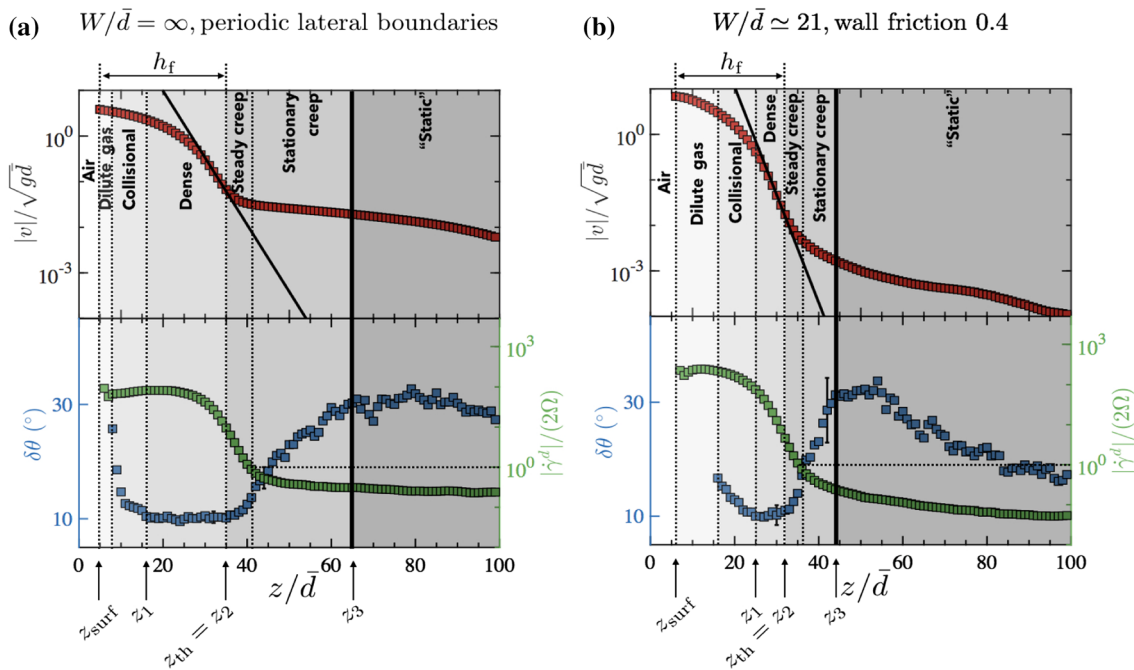 (a) W/d̄ = ∞, periodic lateral boundaries
h_f
|v|/√gd̄
10^0
10^-3
Air
Dilute gas
Collisional
Dense
Steady creep
Stationary creep
"Static"
δθ (°)
30
10
|γ̇^d|/(2Ω)
10^3
10^0
0 20 40 60 80 100
z/d̄
z_surf z_1 z_th = z_2 z_3
(b) W/d̄ ≃ 21, wall friction 0.4
h_f
|v|/√gd̄
10^0
10^-3
Air
Dilute gas
Collisional
Dense
Steady creep
Stationary creep
"Static"
δθ (°)
30
10
|γ̇^d|/(2Ω)
10^3
10^0
0 20 40 60 80 100
z/d̄
z_surf z_1 z_th = z_2 z_3